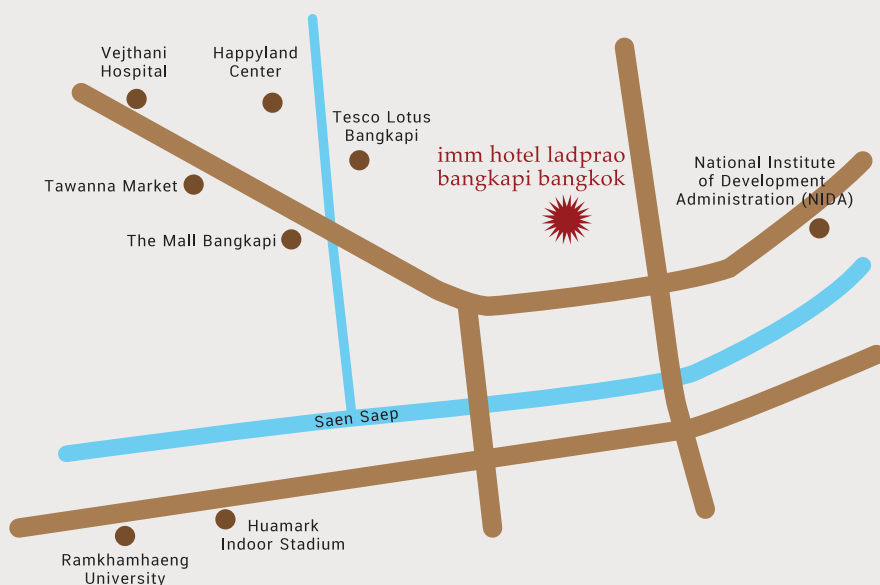 Vejthani
Hospital
Happyland
Center
Tesco Lotus
Bangkapi
imm hotel ladprao
bangkapi bangkok
National Institute
of Development
Administration (NIDA)
Tawanna Market
The Mall Bangkapi
Saen Saep
Huamark
Indoor Stadium
Ramkhamhaeng
University